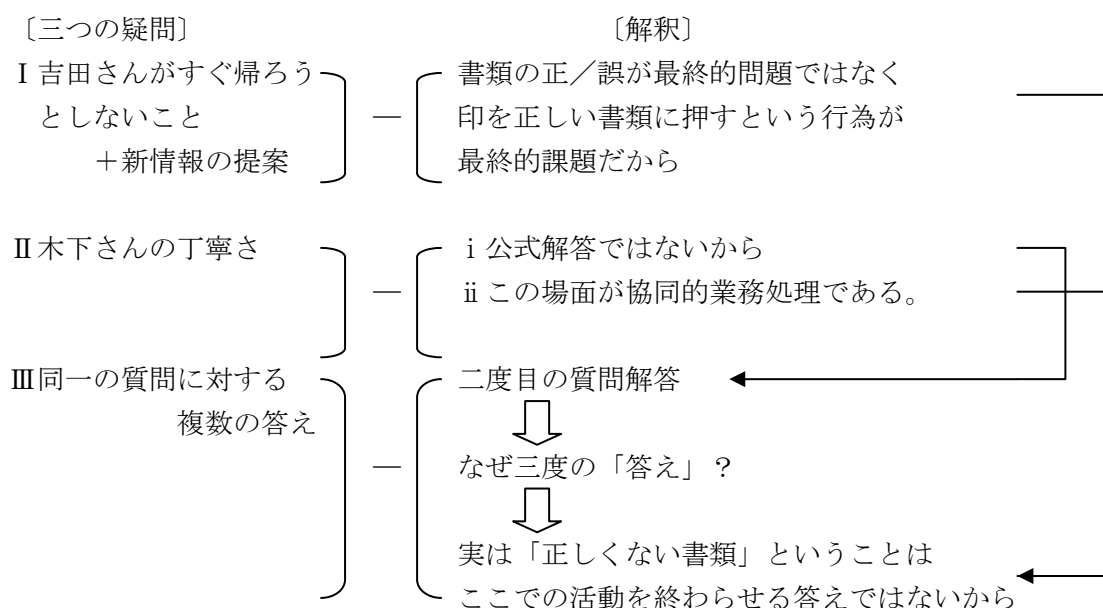 〔三つの疑問〕 〔解釈〕
Ⅰ吉田さんがすぐ帰ろう ― 書類の正／誤が最終的問題ではなく
としないこと 印を正しい書類に押すという行為が
＋新情報の提案 最終的課題だから
Ⅱ木下さんの丁寧さ ― ⅰ公式解答ではないから
ⅱこの場面が協同的業務処理である。
Ⅲ同一の質問に対する 二度目の質問解答
複数の答え
― なぜ三度の「答え」？
実は「正しくない書類」ということは
ここでの活動を終わらせる答えではないから